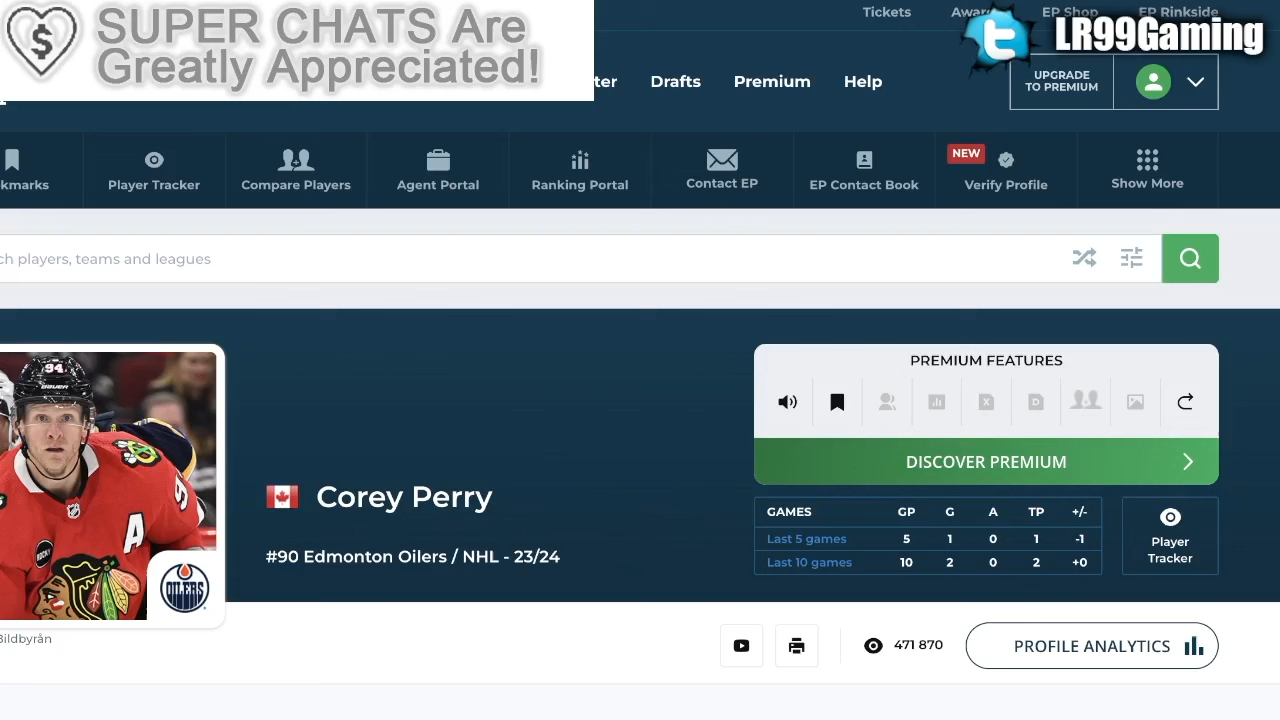 SUPER CHATS Are
Greatly Appreciated!
Tickets
EP Shop
EP Rinkside
LR99Gaming
Drafts
Premium
Help
UPGRADE
TO PREMIUM
Player Tracker
Compare Players
Agent Portal
Ranking Portal
Contact EP
EP Contact Book
NEW
Verify Profile
Show More
players, teams and leagues
94
A
OILERS
Corey Perry
#90 Edmonton Oilers / NHL - 23/24
PREMIUM FEATURES
DISCOVER PREMIUM
GAMES GP G A TP +/-
Last 5 games 5 1 0 1 -1
Last 10 games 10 2 0 2 +0
Player
Tracker
Bildbyrån
471 870
PROFILE ANALYTICS